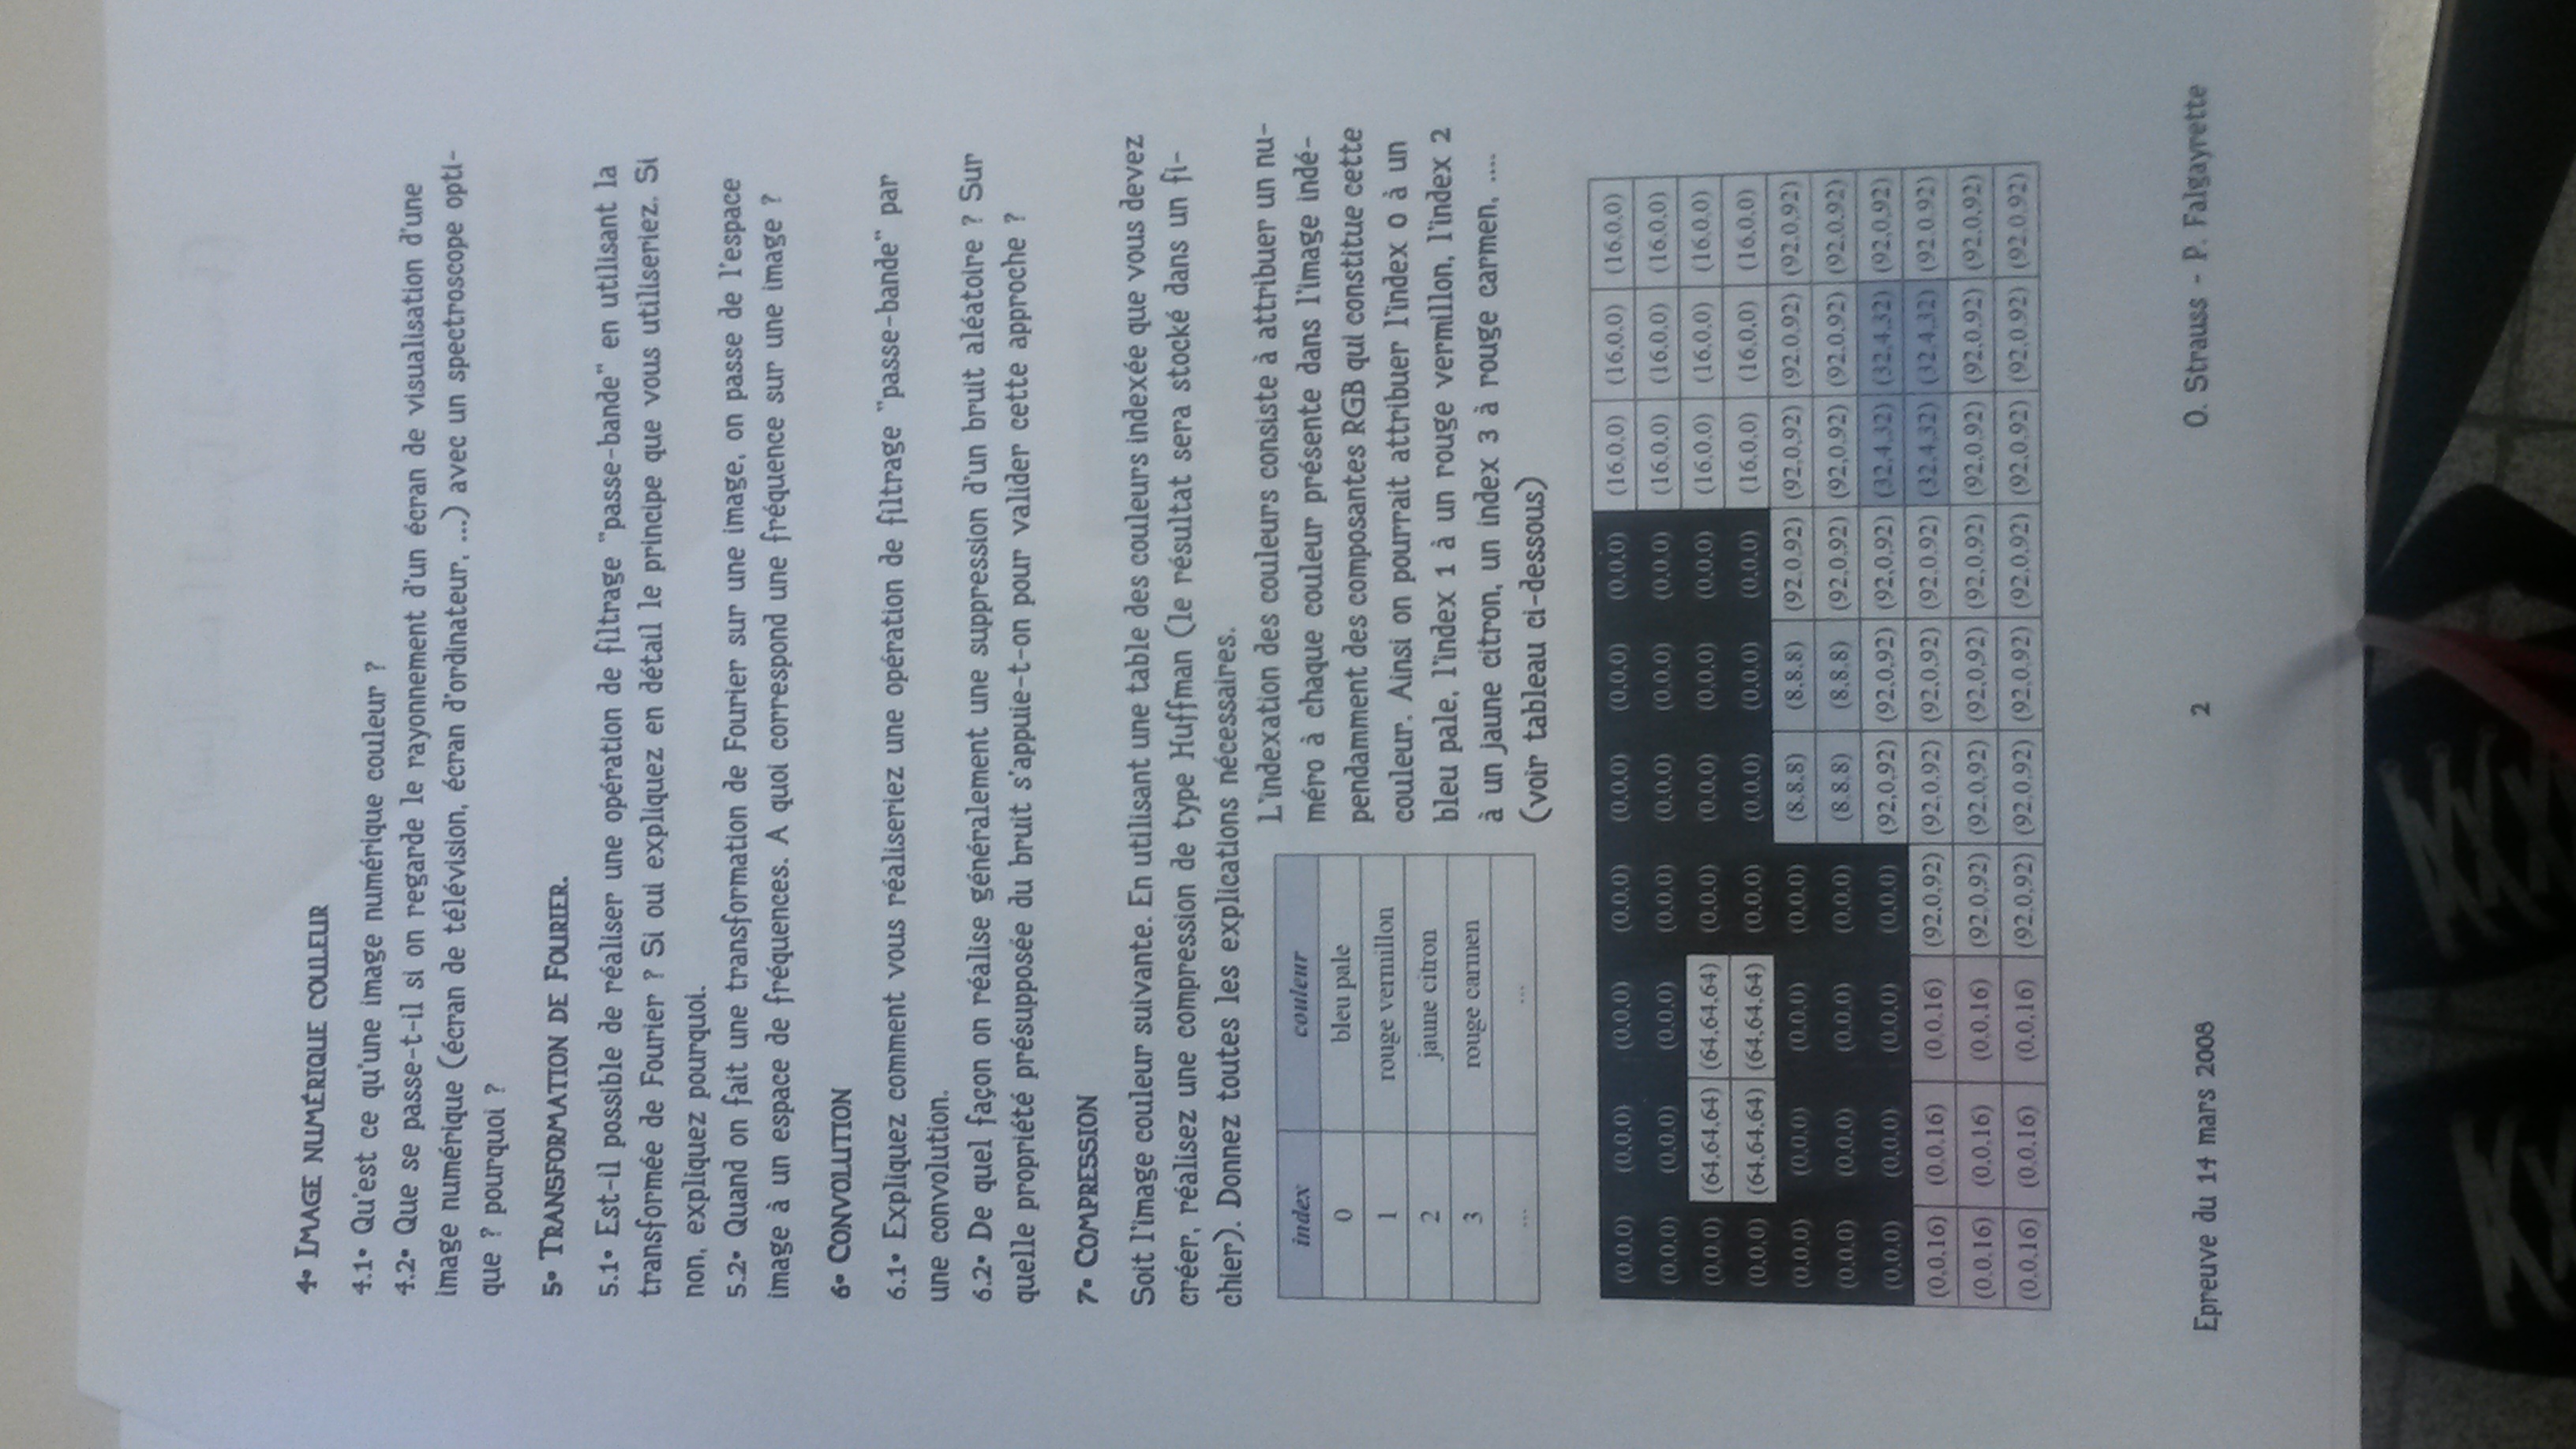 4• IMAGE NUMÉRIQUE COULEUR
4.1• Qu'est ce qu'une image numérique couleur ?
4.2• Que se passe-t-il si on regarde le rayonnement d'un écran de visualisation d'une
image numérique (écran de télévision, écran d'ordinateur, ...) avec un spectroscope opti-
que ? pourquoi ?
5• TRANSFORMATION DE FOURIER.
5.1• Est-il possible de réaliser une opération de filtrage "passe-bande" en utilisant la
transformée de Fourier ? Si oui expliquez en détail le principe que vous utiliseriez. Si
non, expliquez pourquoi.
5.2• Quand on fait une transformation de Fourier sur une image, on passe de l'espace
image à un espace de fréquences. A quoi correspond une fréquence sur une image ?
6• CONVOLUTION
6.1• Expliquez comment vous réaliseriez une opération de filtrage "passe-bande" par
une convolution.
6.2• De quel façon on réalise généralement une suppression d'un bruit aléatoire ? Sur
quelle propriété présupposée du bruit s'appuie-t-on pour valider cette approche ?
7• COMPRESSION
Soit l'image couleur suivante. En utilisant une table des couleurs indexée que vous devez
créer, réalisez une compression de type Huffman (le résultat sera stocké dans un fi-
chier). Donnez toutes les explications nécessaires.
index couleur
0 bleu pale
1 rouge vermillon
2 jaune citron
3 rouge carmen
... ...
L'indexation des couleurs consiste à attribuer un nu-
méro à chaque couleur présente dans l'image indé-
pendamment des composantes RGB qui constitue cette
couleur. Ainsi on pourrait attribuer l'index 0 à un
bleu pale, l'index 1 à un rouge vermillon, l'index 2
à un jaune citron, un index 3 à rouge carmen, ....
(voir tableau ci-dessous)
(0,0,0) (0,0,0) (0,0,0) (0,0,0) (0,0,0) (0,0,0) (0,0,0) (16,0,0) (16,0,0) (16,0,0)
(0,0,0) (0,0,0) (0,0,0) (0,0,0) (0,0,0) (0,0,0) (0,0,0) (16,0,0) (16,0,0) (16,0,0)
(0,0,0) (64,64,64) (64,64,64) (0,0,0) (0,0,0) (0,0,0) (0,0,0) (16,0,0) (16,0,0) (16,0,0)
(0,0,0) (64,64,64) (64,64,64) (0,0,0) (0,0,0) (0,0,0) (0,0,0) (16,0,0) (16,0,0) (16,0,0)
(0,0,0) (0,0,0) (0,0,0) (0,0,0) (8,8,8) (8,8,8) (92,0,92) (92,0,92) (92,0,92) (92,0,92)
(0,0,0) (0,0,0) (0,0,0) (0,0,0) (8,8,8) (8,8,8) (92,0,92) (92,0,92) (92,0,92) (92,0,92)
(0,0,0) (0,0,0) (0,0,0) (0,0,0) (92,0,92) (92,0,92) (92,0,92) (32,4,32) (32,4,32) (92,0,92)
(0,0,16) (0,0,16) (0,0,16) (92,0,92) (92,0,92) (92,0,92) (92,0,92) (32,4,32) (32,4,32) (92,0,92)
(0,0,16) (0,0,16) (0,0,16) (92,0,92) (92,0,92) (92,0,92) (92,0,92) (92,0,92) (92,0,92) (92,0,92)
(0,0,16) (0,0,16) (0,0,16) (92,0,92) (92,0,92) (92,0,92) (92,0,92) (92,0,92) (92,0,92) (92,0,92)
Epreuve du 14 mars 2008 2 O. Strauss - P. Falgayrette